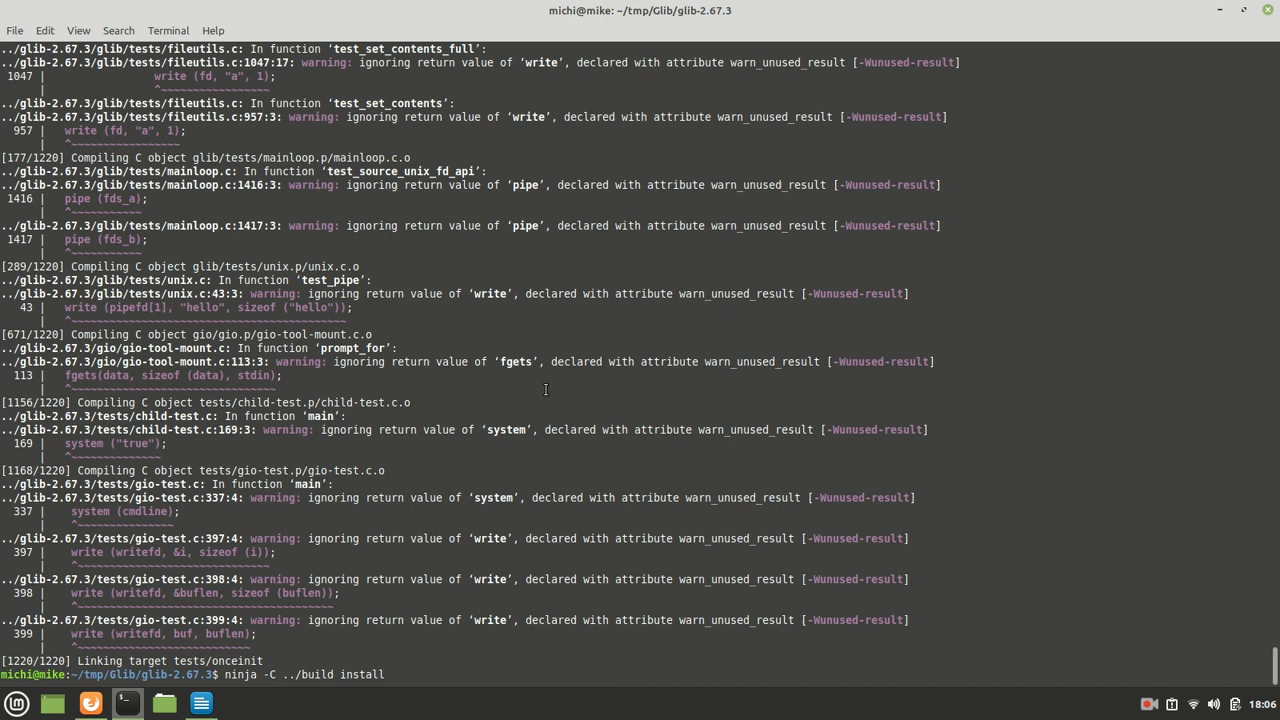 michi@mike: ~/tmp/Glib/glib-2.67.3
File Edit View Search Terminal Help
../glib-2.67.3/glib/tests/fileutils.c: In function ‘test_set_contents_full’:
../glib-2.67.3/glib/tests/fileutils.c:1047:17: warning: ignoring return value of ‘write’, declared with attribute warn_unused_result [-Wunused-result]
 1047 |                 write (fd, "a", 1);
      |                 ^~~~~~~~~~~~~~~~~~
../glib-2.67.3/glib/tests/fileutils.c: In function ‘test_set_contents’:
../glib-2.67.3/glib/tests/fileutils.c:957:3: warning: ignoring return value of ‘write’, declared with attribute warn_unused_result [-Wunused-result]
  957 |   write (fd, "a", 1);
      |   ^~~~~~~~~~~~~~~~~~
[177/1220] Compiling C object glib/tests/mainloop.p/mainloop.c.o
../glib-2.67.3/glib/tests/mainloop.c: In function ‘test_source_unix_fd_api’:
../glib-2.67.3/glib/tests/mainloop.c:1416:3: warning: ignoring return value of ‘pipe’, declared with attribute warn_unused_result [-Wunused-result]
 1416 |   pipe (fds_a);
      |   ^~~~~~~~~~~~
../glib-2.67.3/glib/tests/mainloop.c:1417:3: warning: ignoring return value of ‘pipe’, declared with attribute warn_unused_result [-Wunused-result]
 1417 |   pipe (fds_b);
      |   ^~~~~~~~~~~~
[289/1220] Compiling C object glib/tests/unix.p/unix.c.o
../glib-2.67.3/glib/tests/unix.c: In function ‘test_pipe’:
../glib-2.67.3/glib/tests/unix.c:43:3: warning: ignoring return value of ‘write’, declared with attribute warn_unused_result [-Wunused-result]
   43 |   write (pipefd[1], "hello", sizeof ("hello"));
      |   ^~~~~~~~~~~~~~~~~~~~~~~~~~~~~~~~~~~~~~~~~~~~
[671/1220] Compiling C object gio/gio.p/gio-tool-mount.c.o
../glib-2.67.3/gio/gio-tool-mount.c: In function ‘prompt_for’:
../glib-2.67.3/gio/gio-tool-mount.c:113:3: warning: ignoring return value of ‘fgets’, declared with attribute warn_unused_result [-Wunused-result]
  113 |   fgets(data, sizeof (data), stdin);
      |   ^~~~~~~~~~~~~~~~~~~~~~~~~~~~~~~~~
[1156/1220] Compiling C object tests/child-test.p/child-test.c.o
../glib-2.67.3/tests/child-test.c: In function ‘main’:
../glib-2.67.3/tests/child-test.c:169:3: warning: ignoring return value of ‘system’, declared with attribute warn_unused_result [-Wunused-result]
  169 |   system ("true");
      |   ^~~~~~~~~~~~~~~
[1168/1220] Compiling C object tests/gio-test.p/gio-test.c.o
../glib-2.67.3/tests/gio-test.c: In function ‘main’:
../glib-2.67.3/tests/gio-test.c:337:4: warning: ignoring return value of ‘system’, declared with attribute warn_unused_result [-Wunused-result]
  337 |    system (cmdline);
      |    ^~~~~~~~~~~~~~~~
../glib-2.67.3/tests/gio-test.c:397:4: warning: ignoring return value of ‘write’, declared with attribute warn_unused_result [-Wunused-result]
  397 |    write (writefd, &i, sizeof (i));
      |    ^~~~~~~~~~~~~~~~~~~~~~~~~~~~~~~
../glib-2.67.3/tests/gio-test.c:398:4: warning: ignoring return value of ‘write’, declared with attribute warn_unused_result [-Wunused-result]
  398 |    write (writefd, &buflen, sizeof (buflen));
      |    ^~~~~~~~~~~~~~~~~~~~~~~~~~~~~~~~~~~~~~~~~
../glib-2.67.3/tests/gio-test.c:399:4: warning: ignoring return value of ‘write’, declared with attribute warn_unused_result [-Wunused-result]
  399 |    write (writefd, buf, buflen);
      |    ^~~~~~~~~~~~~~~~~~~~~~~~~~~~
[1220/1220] Linking target tests/onceinit
michi@mike:~/tmp/Glib/glib-2.67.3$ ninja -C ../build install
18:06